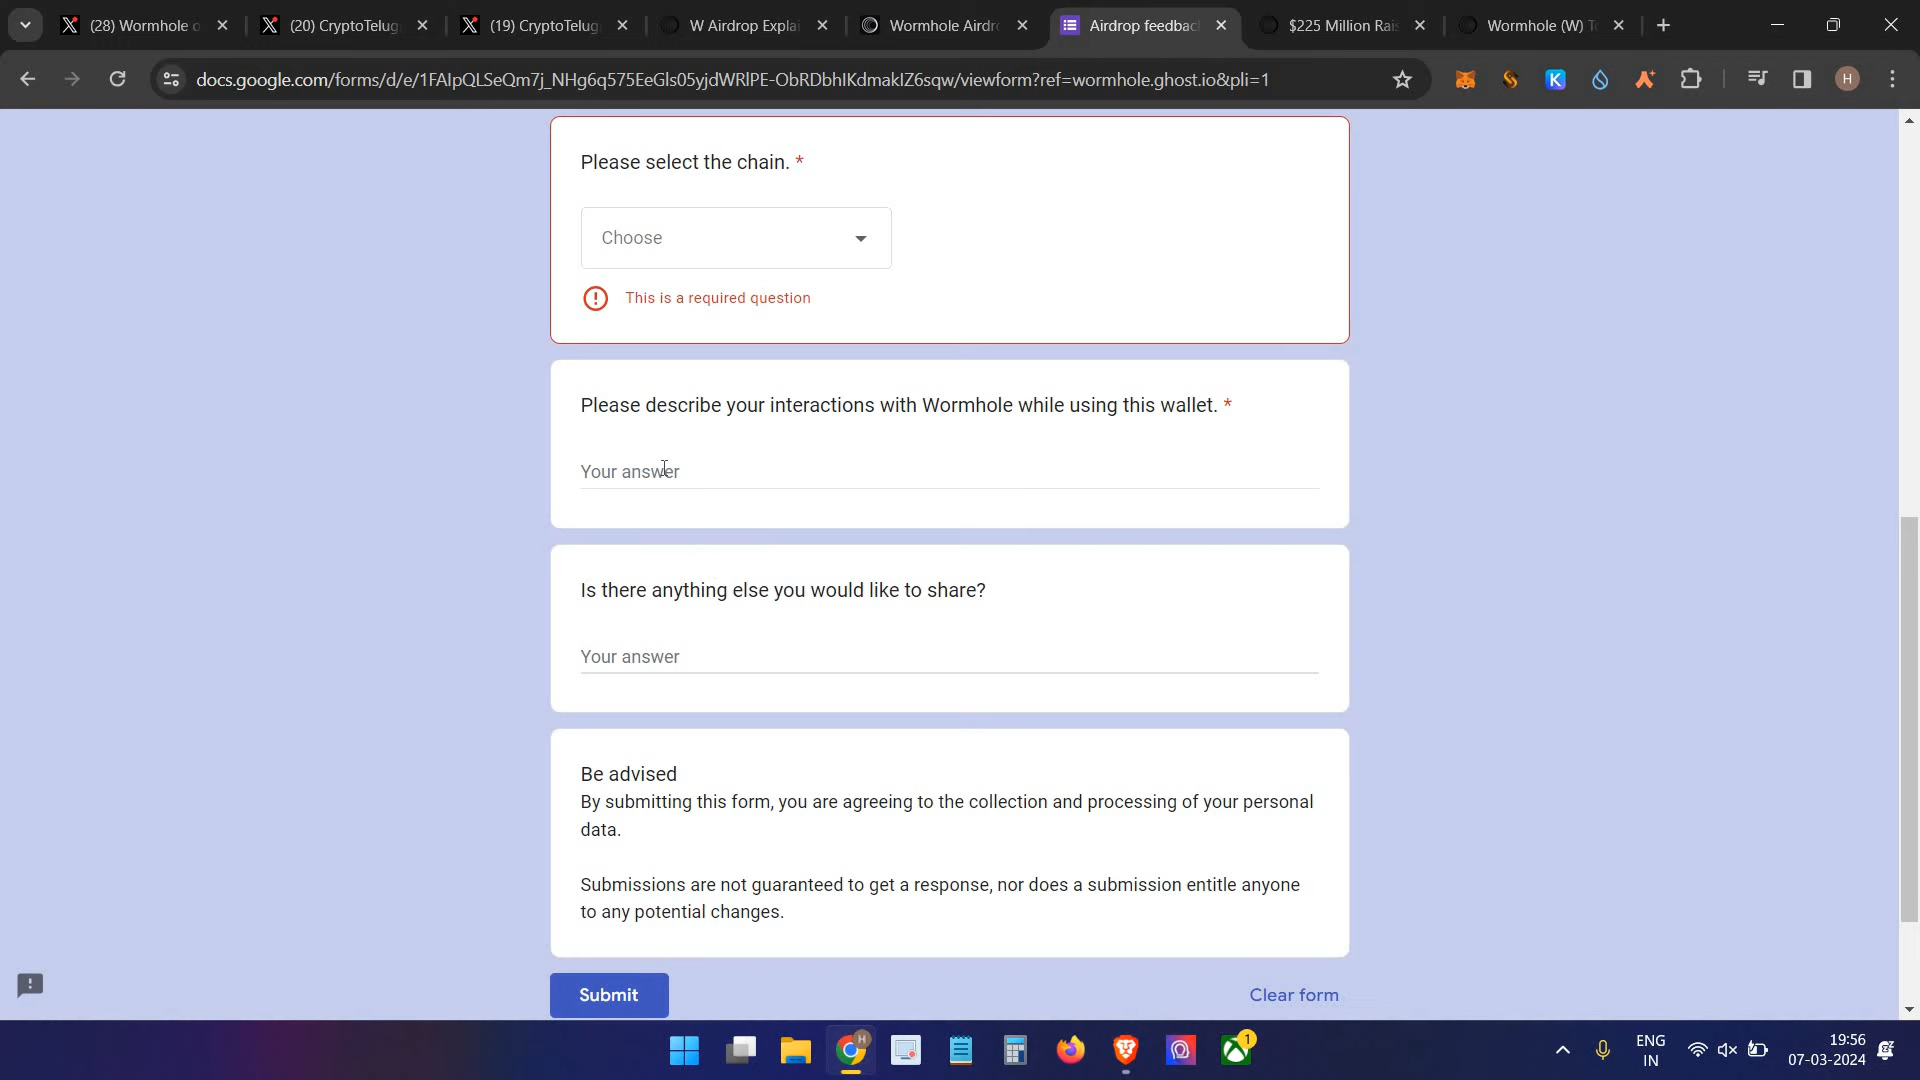 (28) Wormhole o
(20) CryptoTelug
(19) CryptoTelug
W Airdrop Explai
Wormhole Airdr
Airdrop feedbac
$225 Million Rai
Wormhole (W) T
docs.google.com/forms/d/e/1FAIpQLSeQm7j_NHg6q575EeGls05yjdWRlPE-ObRDbhIKdmaklZ6sqw/viewform?ref=wormhole.ghost.io&pli=1
H
Please select the chain. *
Choose
This is a required question
Please describe your interactions with Wormhole while using this wallet. *
Your answer
Is there anything else you would like to share?
Your answer
Be advised
By submitting this form, you are agreeing to the collection and processing of your personal
data.
Submissions are not guaranteed to get a response, nor does a submission entitle anyone
to any potential changes.
Submit
Clear form
H
1
ENG
IN
19:56
07-03-2024